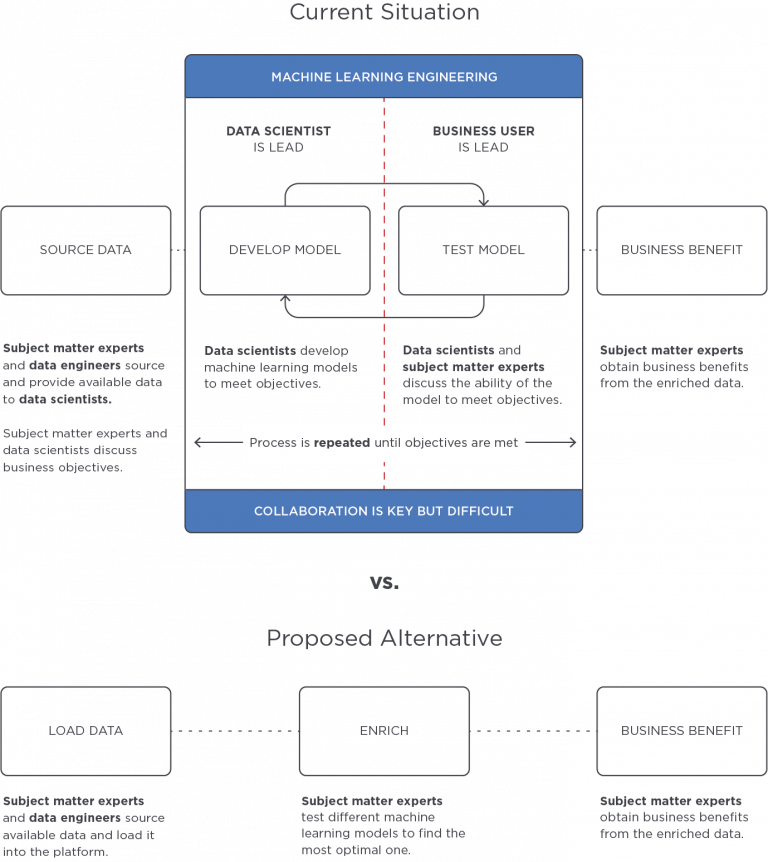 Current Situation
MACHINE LEARNING ENGINEERING
DATA SCIENTIST
IS LEAD
BUSINESS USER
IS LEAD
SOURCE DATA
DEVELOP MODEL
TEST MODEL
BUSINESS BENEFIT
Subject matter experts
and data engineers source
and provide available data
to data scientists.
Subject matter experts and
data scientists discuss
business objectives.
Data scientists develop
machine learning models
to meet objectives.
Data scientists and
subject matter experts
discuss the ability of the
model to meet objectives.
Subject matter experts
obtain business benefits
from the enriched data.
Process is repeated until objectives are met
COLLABORATION IS KEY BUT DIFFICULT
vs.
Proposed Alternative
LOAD DATA
ENRICH
BUSINESS BENEFIT
Subject matter experts
and data engineers source
available data and load it
into the platform.
Subject matter experts
test different machine
learning models to find the
most optimal one.
Subject matter experts
obtain business benefits
from the enriched data.